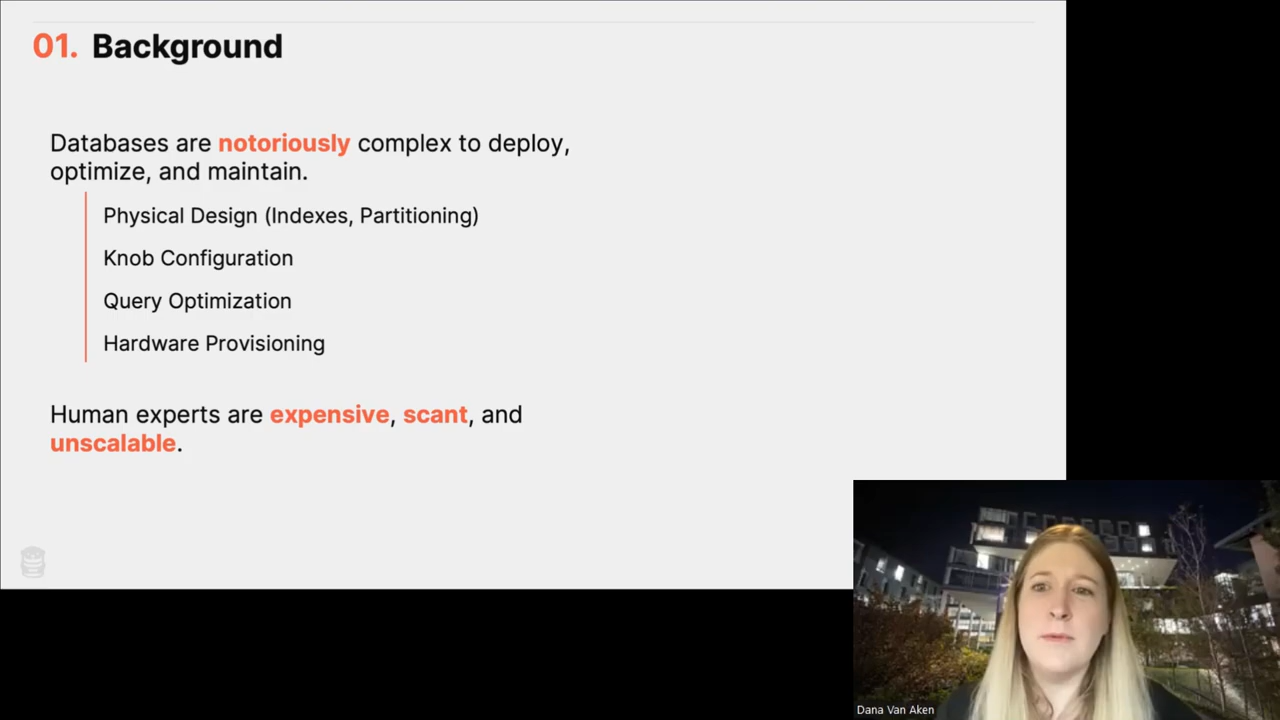 01. Background
Databases are notoriously complex to deploy,
optimize, and maintain.
Physical Design (Indexes, Partitioning)
Knob Configuration
Query Optimization
Hardware Provisioning
Human experts are expensive, scant, and
unscalable.
Dana Van Aken